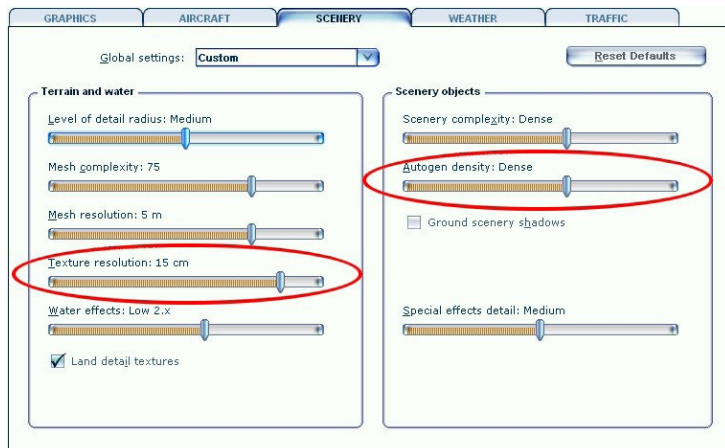 GRAPHICS AIRCRAFT SCENERY WEATHER TRAFFIC
Global settings: Custom Reset Defaults
Terrain and water
Level of detail radius: Medium
Mesh complexity: 75
Mesh resolution: 5 m
Texture resolution: 15 cm
Water effects: Low 2.x
Land detail textures
Scenery objects
Scenery complexity: Dense
Autogen density: Dense
Ground scenery shadows
Special effects detail: Medium